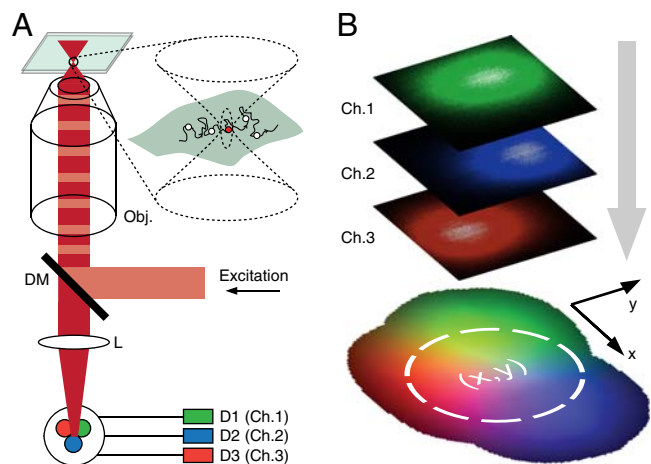 A
Obj.
DM
Excitation
L
D1 (Ch.1)
D2 (Ch.2)
D3 (Ch.3)
B
Ch.1
Ch.2
Ch.3
y
x
(x,y)